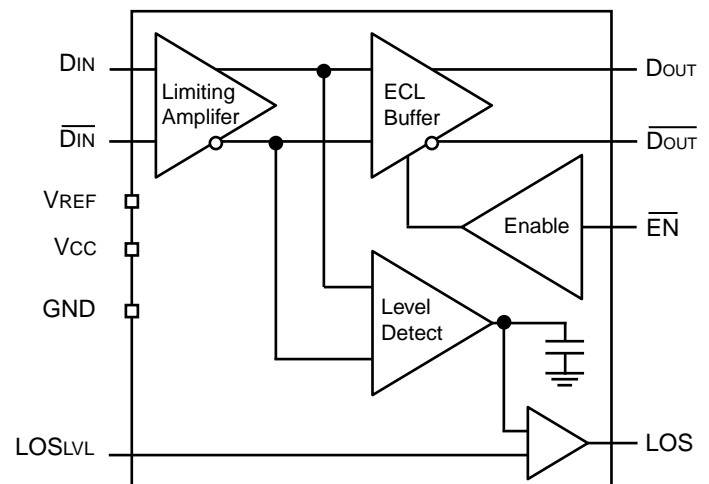 DIN
Limiting
Amplifer
ECL
Buffer
DOUT
DIN
DOUT
VREF
Enable
EN
VCC
GND
Level
Detect
LOSLVL
LOS